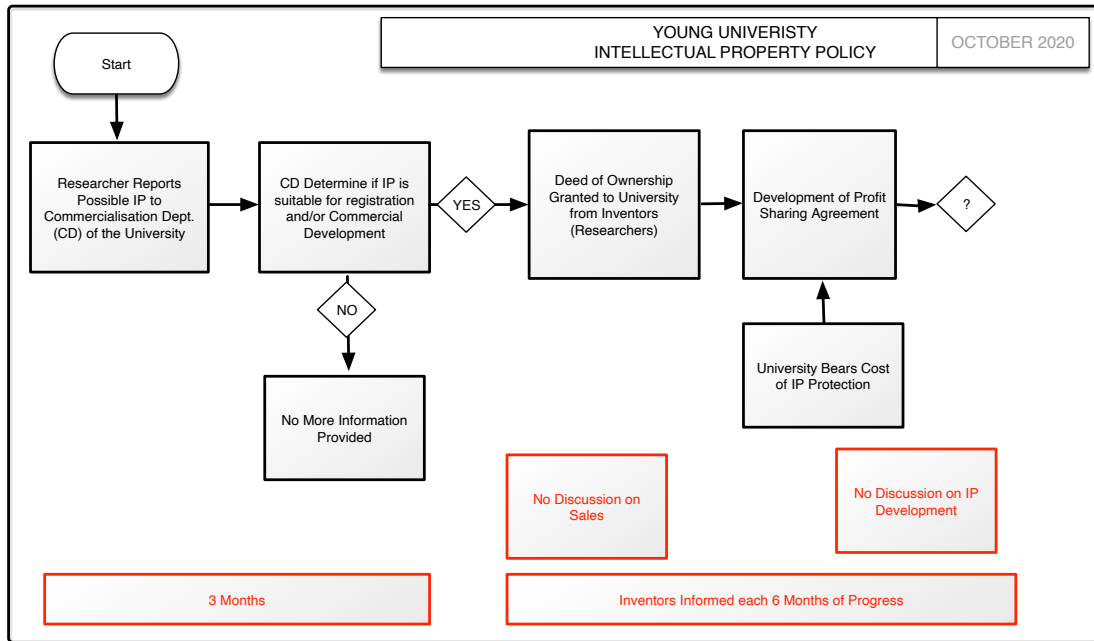 YOUNG UNIVERISTY
INTELLECTUAL PROPERTY POLICY
OCTOBER 2020
Start
Researcher Reports
Possible IP to
Commercialisation Dept.
(CD) of the University
CD Determine if IP is
suitable for registration
and/or Commercial
Development
YES
Deed of Ownership
Granted to University
from Inventors
(Researchers)
Development of Profit
Sharing Agreement
?
NO
No More Information
Provided
University Bears Cost
of IP Protection
No Discussion on
Sales
No Discussion on IP
Development
3 Months
Inventors Informed each 6 Months of Progress